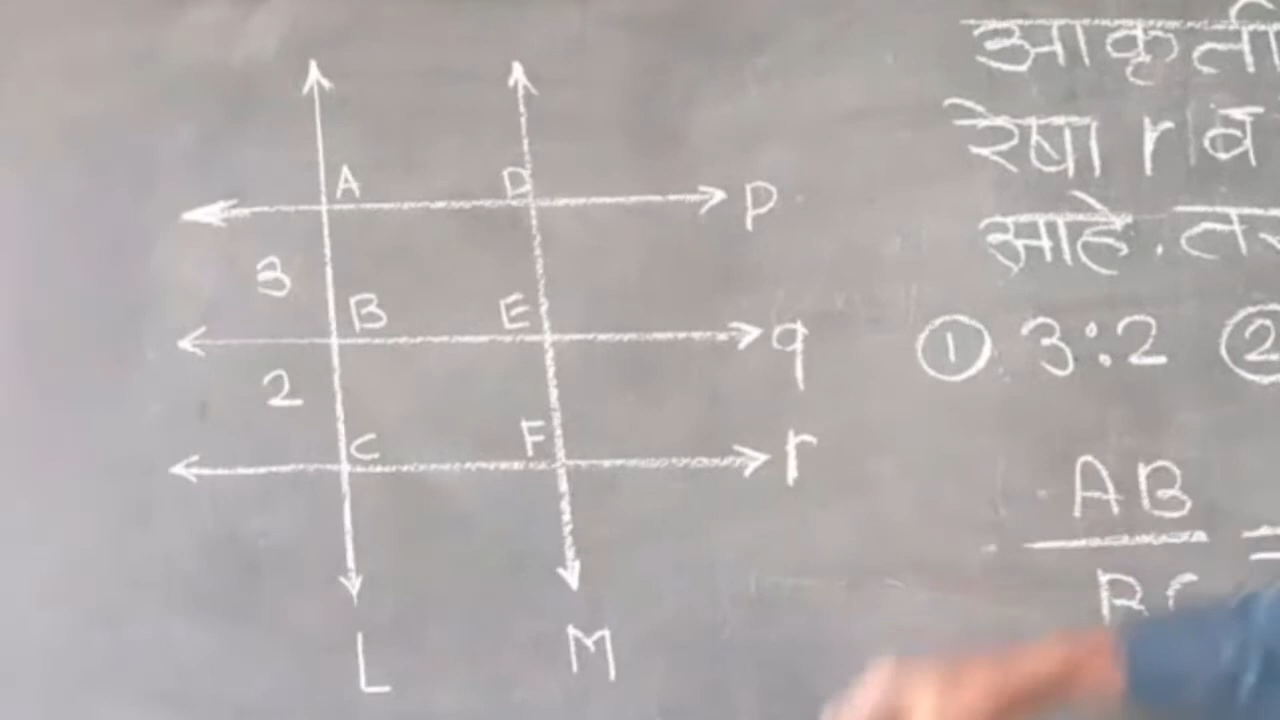 A D p
3
B E q
2
C F r
L M
आकृती
रेषा r व
आहे. तर
① 3:2 ②
AB
=
BC